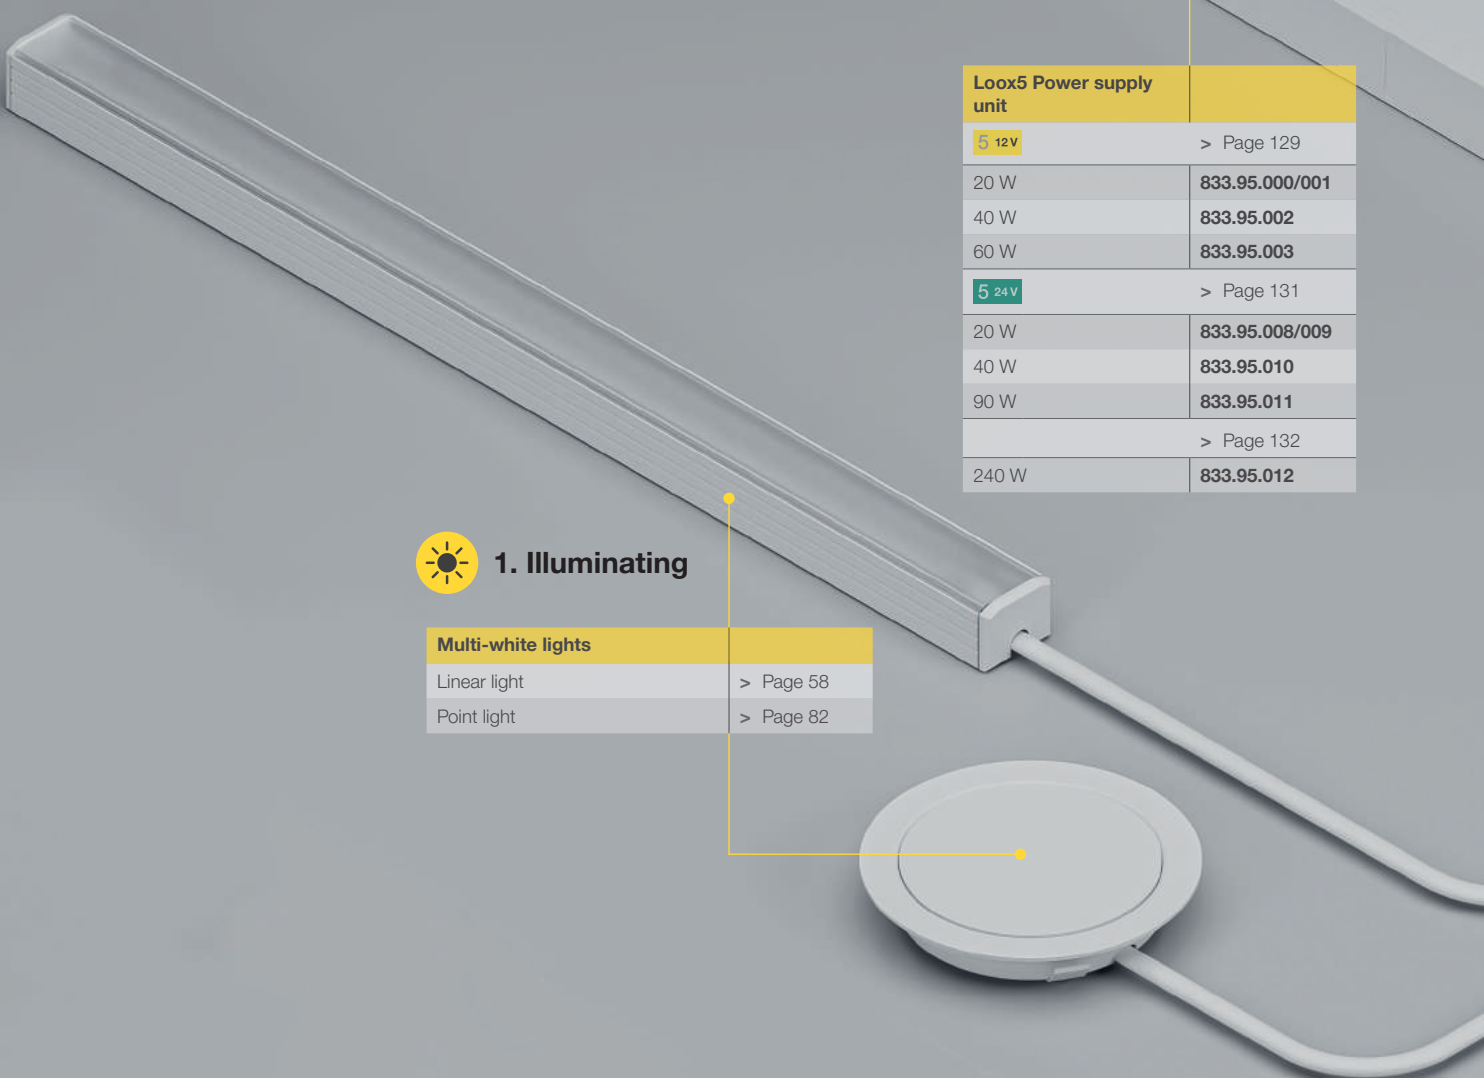 Loox5 Power supply
unit
5 12 V > Page 129
20 W 833.95.000/001
40 W 833.95.002
60 W 833.95.003
5 24 V > Page 131
20 W 833.95.008/009
40 W 833.95.010
90 W 833.95.011
> Page 132
240 W 833.95.012
1. Illuminating
Multi-white lights
Linear light > Page 58
Point light > Page 82